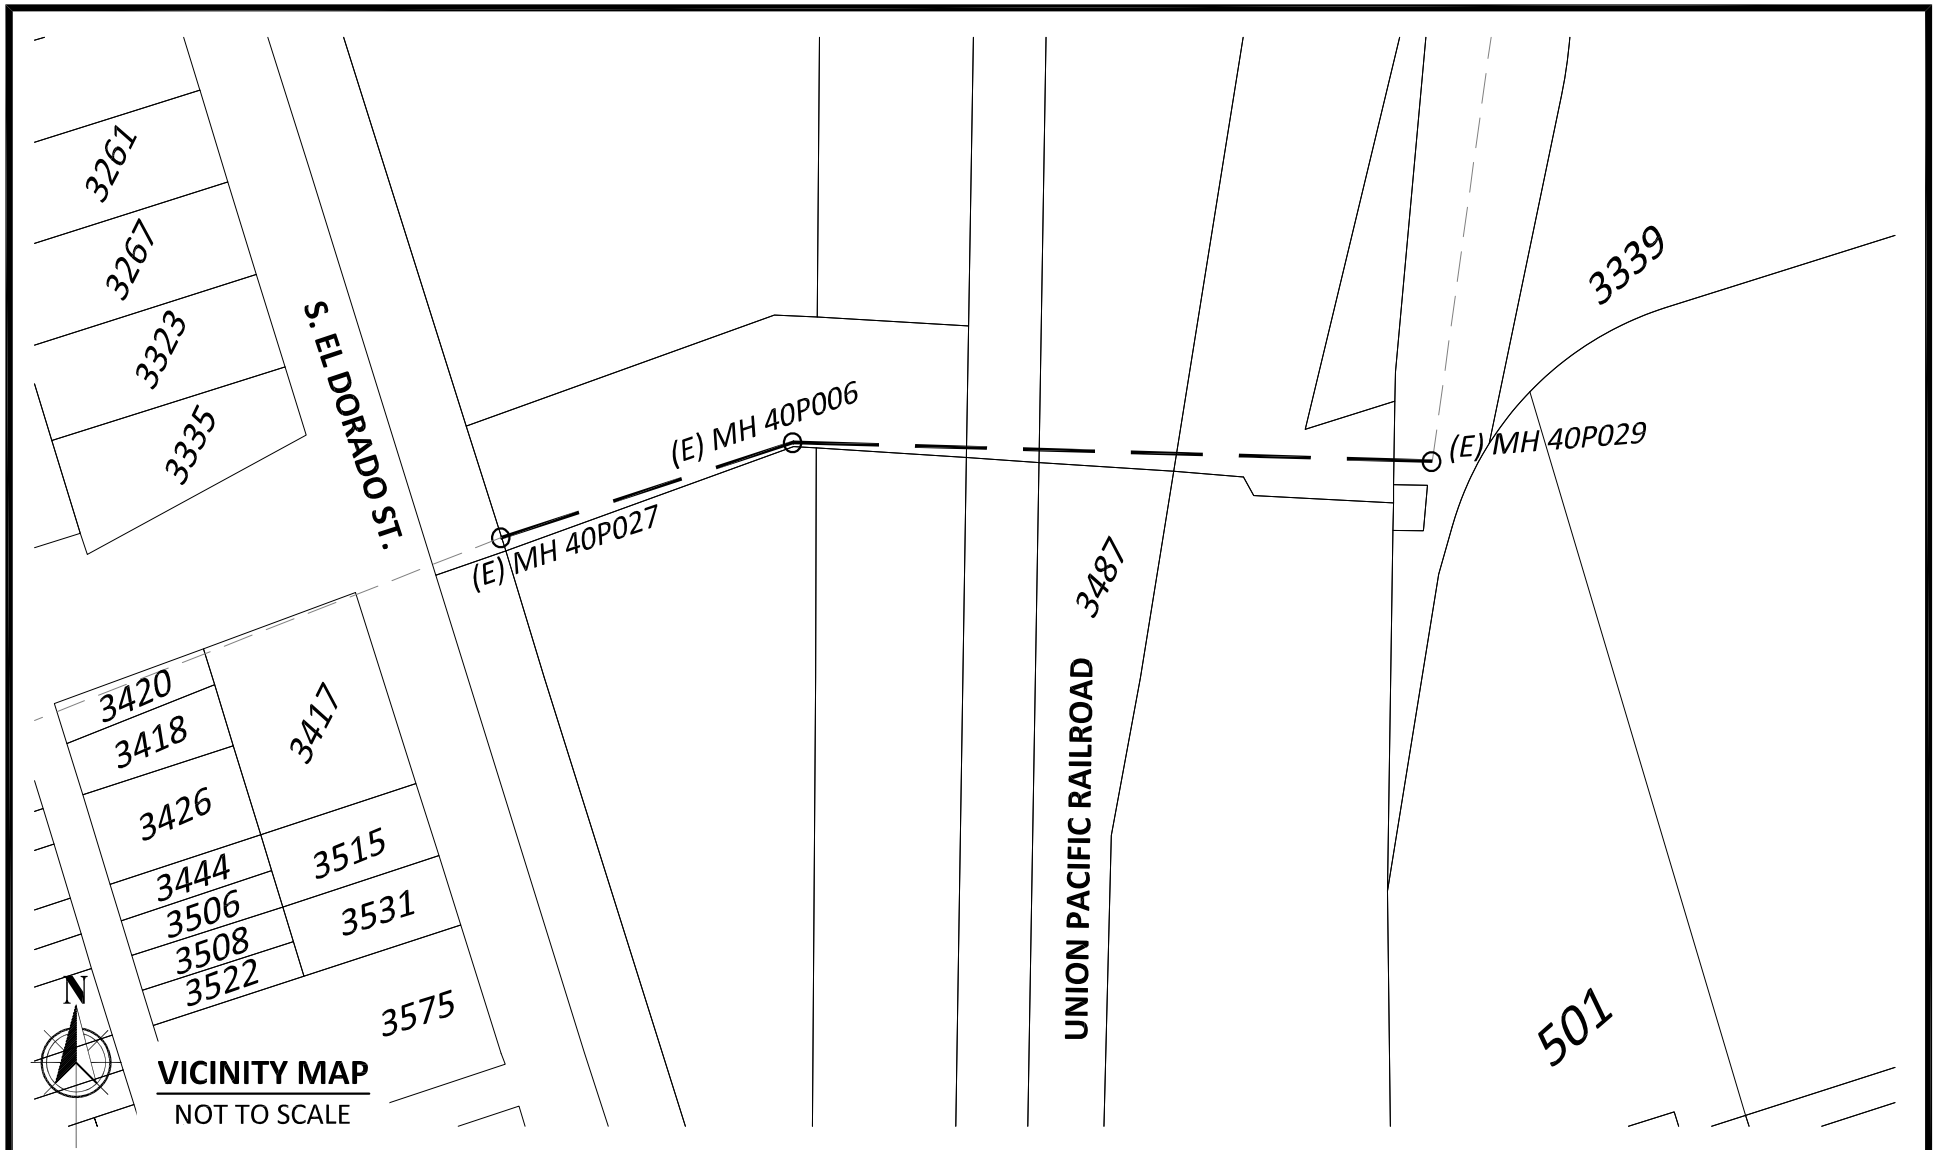 3261
3267
3323
3335
S. EL DORADO ST.
3339
(E) MH 40P006
(E) MH 40P029
(E) MH 40P027
3487
UNION PACIFIC RAILROAD
3420
3418
3417
3426
3444
3515
3506
3531
3508
3522
3575
501
N
VICINITY MAP
NOT TO SCALE